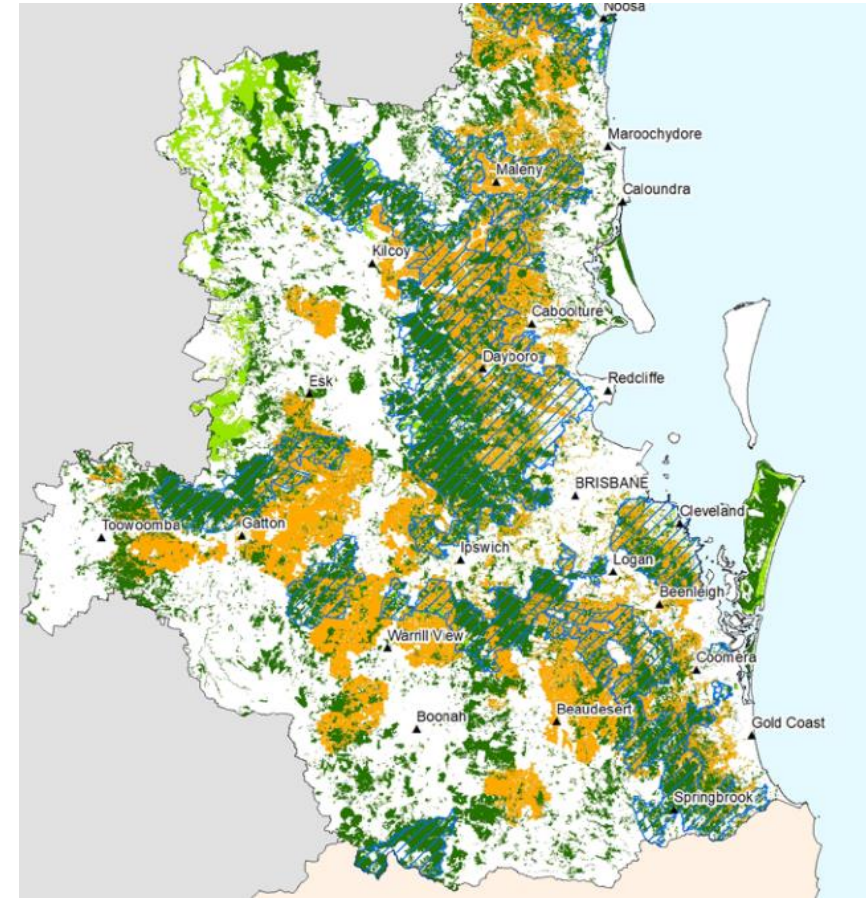 Noosa
Maroochydore
Maleny
Caloundra
Kilcoy
Caboolture
Dayboro
Redcliffe
Esk
BRISBANE
Cleveland
Toowoomba
Gatton
Ipswich
Logan
Beenleigh
Warrill View
Coomera
Beaudesert
Boonah
Gold Coast
Springbrook